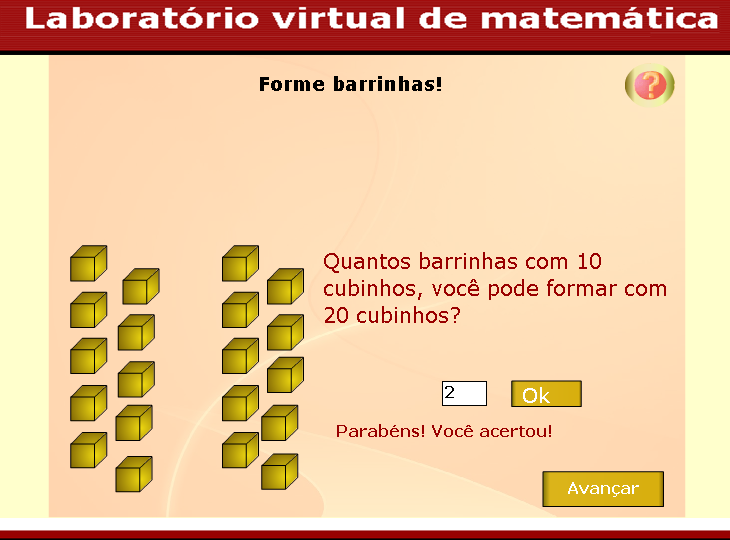 Laboratório virtual de matemática
Forme barrinhas!
?
Quantos barrinhas com 10
cubinhos, você pode formar com
20 cubinhos?
2
Ok
Parabéns! Você acertou!
Avançar